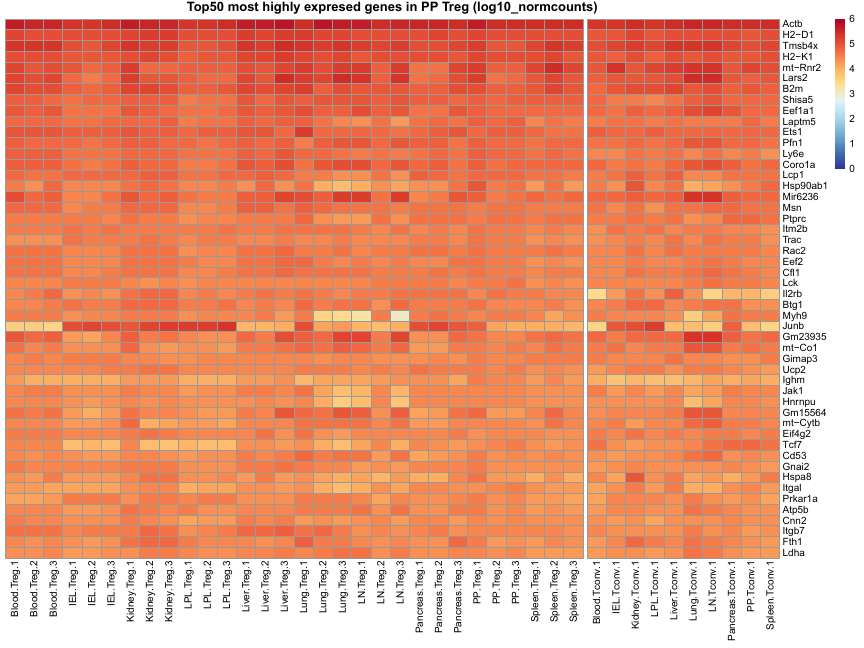 Top50 most highly expresed genes in PP Treg (log10_normcounts)
Actb
H2−D1
Tmsb4x
H2−K1
mt−Rnr2
Lars2
B2m
Shisa5
Eef1a1
Laptm5
Ets1
Pfn1
Ly6e
Coro1a
Lcp1
Hsp90ab1
Mir6236
Msn
Ptprc
Itm2b
Trac
Rac2
Eef2
Cfl1
Lck
Il2rb
Btg1
Myh9
Junb
Gm23935
mt−Co1
Gimap3
Ucp2
Ighm
Jak1
Hnrnpu
Gm15564
mt−Cytb
Eif4g2
Tcf7
Cd53
Gnai2
Hspa8
Itgal
Prkar1a
Atp5b
Cnn2
Itgb7
Fth1
Ldha
6
5
4
3
2
1
0
Blood.Treg.1
Blood.Treg.2
Blood.Treg.3
IEL.Treg.1
IEL.Treg.2
IEL.Treg.3
Kidney.Treg.1
Kidney.Treg.2
Kidney.Treg.3
LPL.Treg.1
LPL.Treg.2
LPL.Treg.3
Liver.Treg.1
Liver.Treg.2
Liver.Treg.3
Lung.Treg.1
Lung.Treg.2
Lung.Treg.3
LN.Treg.1
LN.Treg.2
LN.Treg.3
Pancreas.Treg.1
Pancreas.Treg.2
Pancreas.Treg.3
PP.Treg.1
PP.Treg.2
PP.Treg.3
Spleen.Treg.1
Spleen.Treg.2
Spleen.Treg.3
Blood.Tconv.1
IEL.Tconv.1
Kidney.Tconv.1
LPL.Tconv.1
Liver.Tconv.1
Lung.Tconv.1
LN.Tconv.1
Pancreas.Tconv.1
PP.Tconv.1
Spleen.Tconv.1